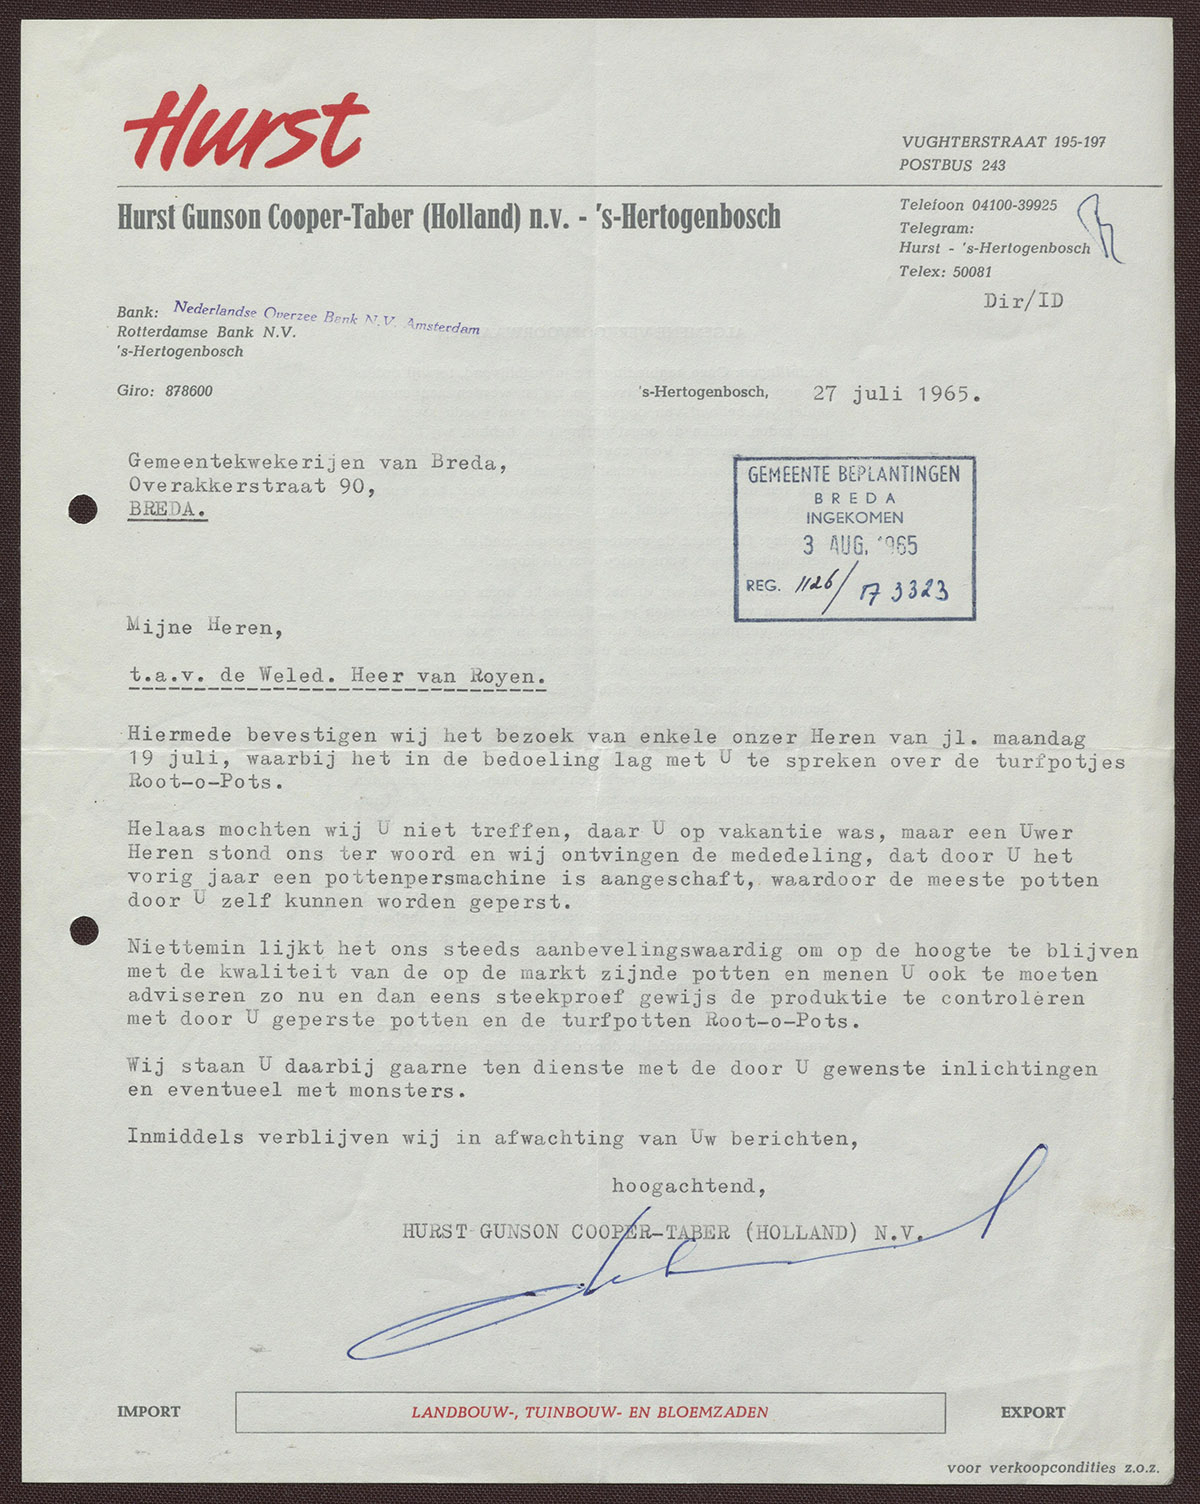 Hurst
VUGHTERSTRAAT 195-197
POSTBUS 243
Hurst Gunson Cooper-Taber (Holland) n.v. - 's-Hertogenbosch
Telefoon 04100-39925
Telegram:
Hurst - 's-Hertogenbosch
Telex: 50081
Dir/ID
Bank: Nederlandse Overzee Bank N.V. Amsterdam
Rotterdamse Bank N.V.
's-Hertogenbosch
Giro: 878600
's-Hertogenbosch, 27 juli 1965.
Gemeentekwekerijen van Breda,
Overakkerstraat 90,
BREDA.
GEMEENTE BEPLANTINGEN
BREDA
INGEKOMEN
3 AUG. 1965
REG. 1126/ 3323
Mijne Heren,
t.a.v. de Weled. Heer van Royen.
Hiermede bevestigen wij het bezoek van enkele onzer Heren van jl. maandag
19 juli, waarbij het in de bedoeling lag met U te spreken over de turfpotjes
Root-o-Pots.
Helaas mochten wij U niet treffen, daar U op vakantie was, maar een Uwer
Heren stond ons ter woord en wij ontvingen de mededeling, dat door U het
vorig jaar een pottenpersmachine is aangeschaft, waardoor de meeste potten
door U zelf kunnen worden geperst.
Niettemin lijkt het ons steeds aanbevelingswaardig om op de hoogte te blijven
met de kwaliteit van de op de markt zijnde potten en menen U ook te moeten
adviseren zo nu en dan eens steekproef gewijs de produktie te controleren
met door U geperste potten en de turfpotten Root-o-Pots.
Wij staan U daarbij gaarne ten dienste met de door U gewenste inlichtingen
en eventueel met monsters.
Inmiddels verblijven wij in afwachting van Uw berichten,
hoogachtend,
HURST GUNSON COOPER-TABER (HOLLAND) N.V.
IMPORT
LANDBOUW-, TUINBOUW- EN BLOEMZADEN
EXPORT
voor verkoopcondities z.o.z.